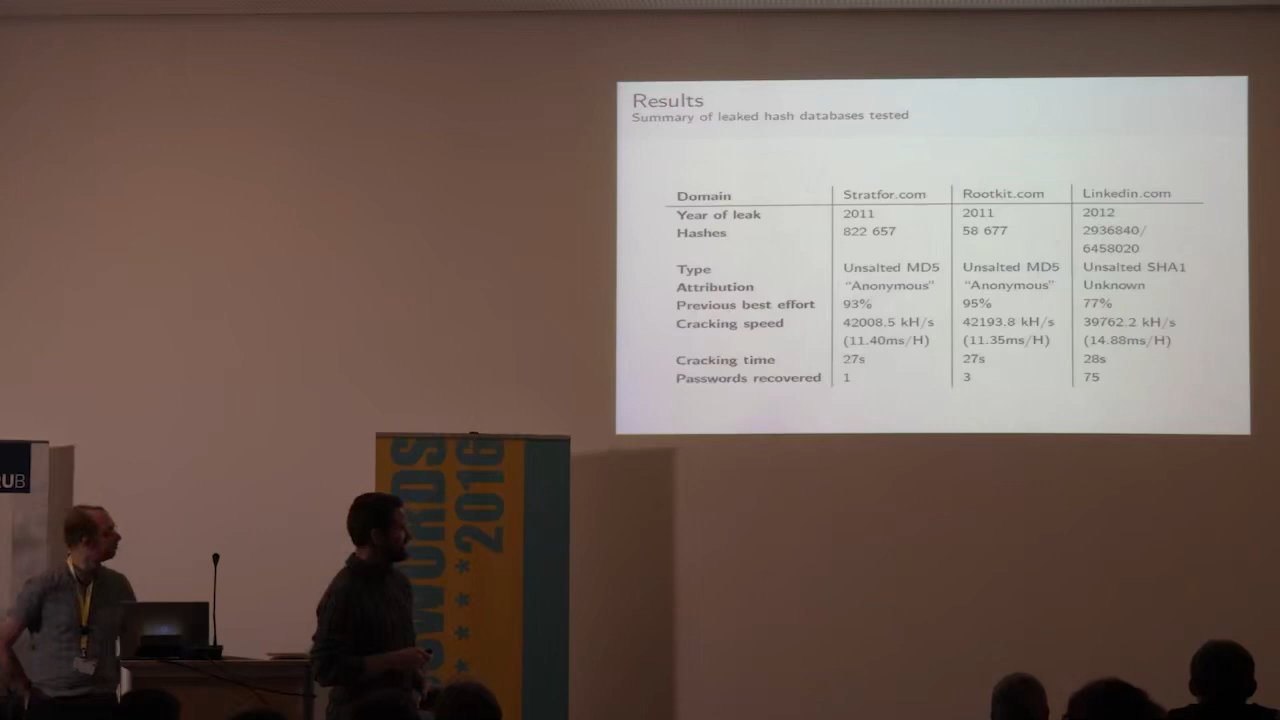 Results
Summary of leaked hash databases tested
Domain Stratfor.com Rootkit.com Linkedin.com
Year of leak 2011 2011 2012
Hashes 822 657 58 677 2936840/
6458020
Type Unsalted MD5 Unsalted MD5 Unsalted SHA1
Attribution “Anonymous” “Anonymous” Unknown
Previous best effort 93% 95% 77%
Cracking speed 42008.5 kH/s 42193.8 kH/s 39762.2 kH/s
(11.40ms/H) (11.35ms/H) (14.88ms/H)
Cracking time 27s 27s 28s
Passwords recovered 1 3 75
UB
SWORDS
2016